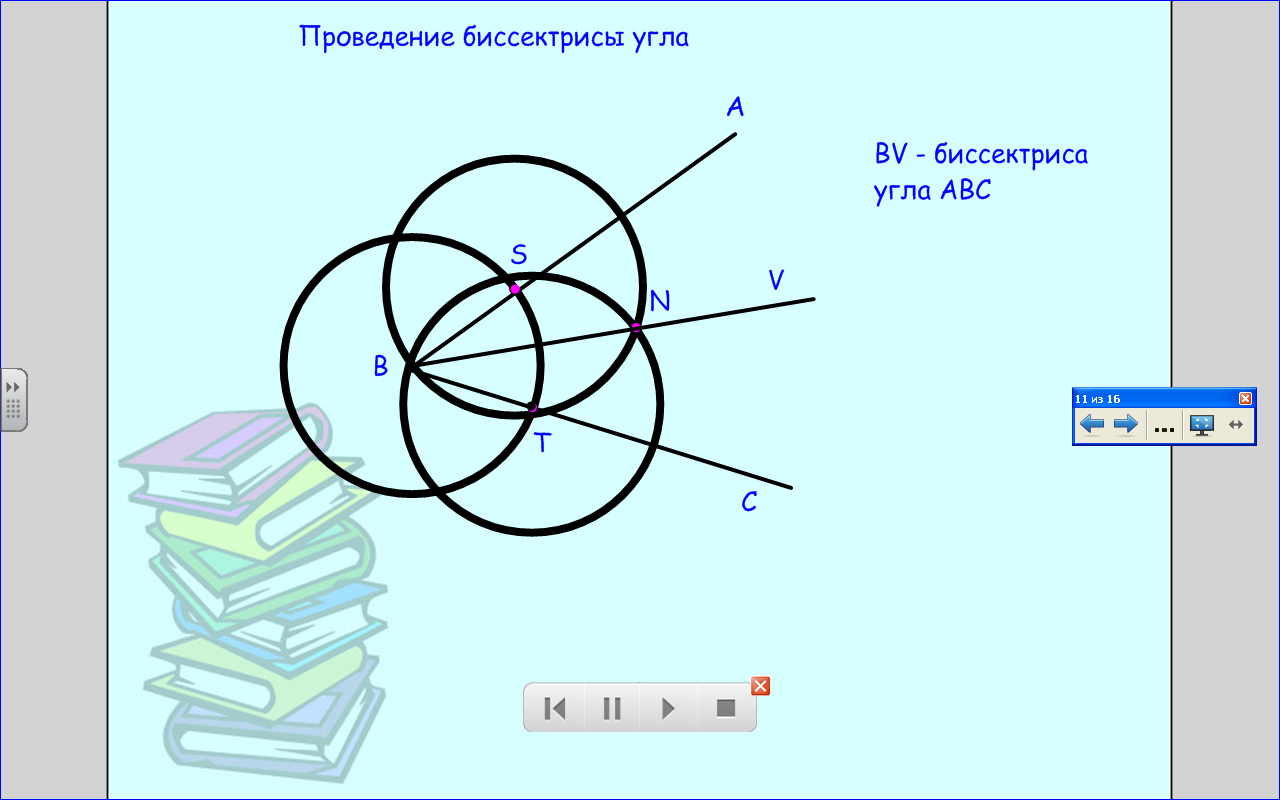 Проведение биссектрисы угла
A
BV - биссектриса
угла ABC
S
V
N
B
T
C
11 из 16
...